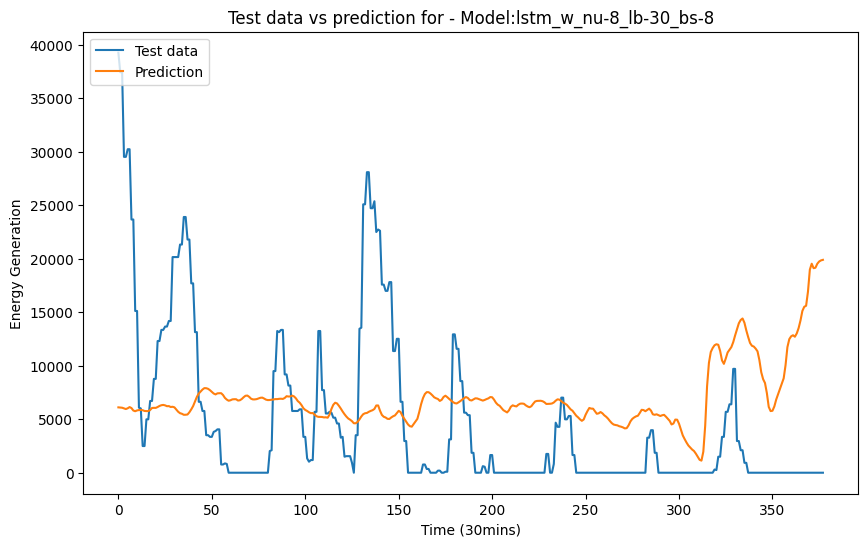 Test data vs prediction for - Model:lstm_w_nu-8_lb-30_bs-8
Test data
Prediction
Energy Generation
40000
35000
30000
25000
20000
15000
10000
5000
0
0 50 100 150 200 250 300 350
Time (30mins)